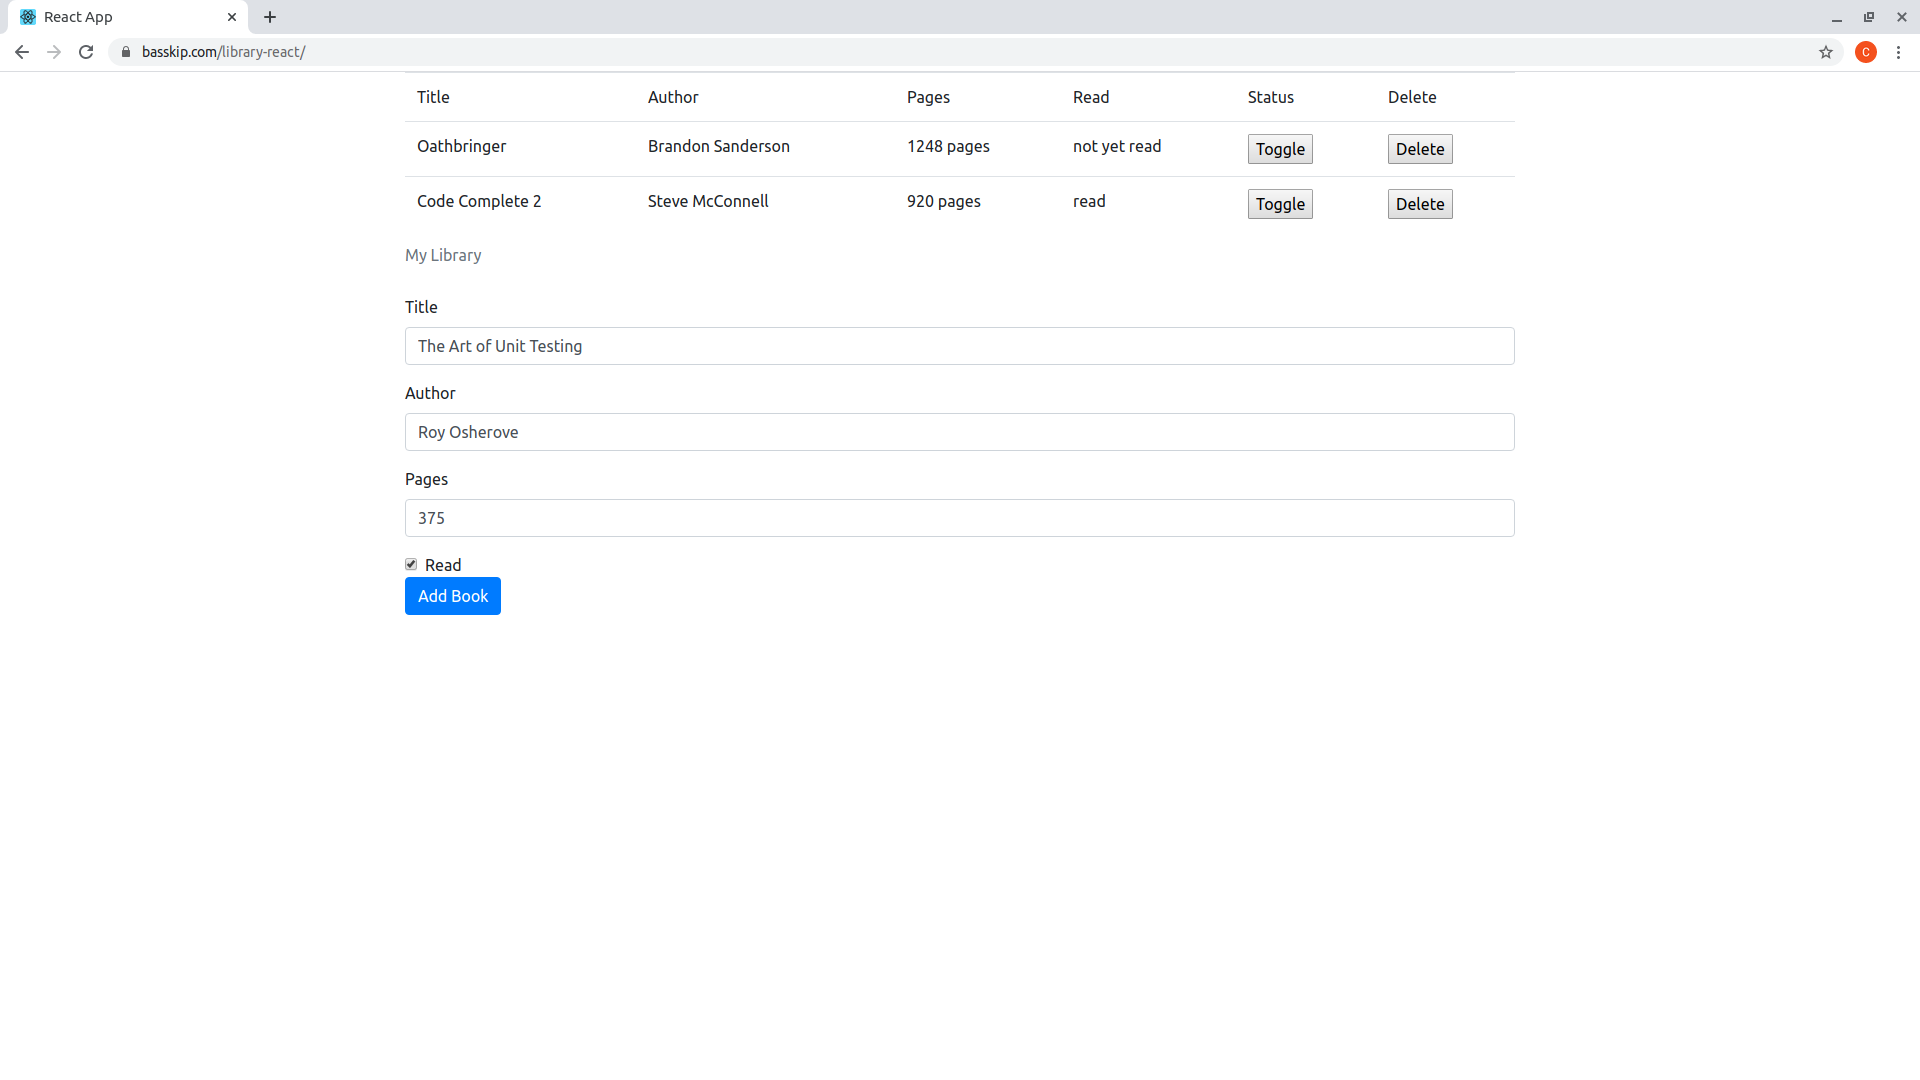 React App
basskip.com/library-react/
C
Title Author Pages Read Status Delete
Oathbringer Brandon Sanderson 1248 pages not yet read Toggle Delete
Code Complete 2 Steve McConnell 920 pages read Toggle Delete
My Library
Title
The Art of Unit Testing
Author
Roy Osherove
Pages
375
Read
Add Book